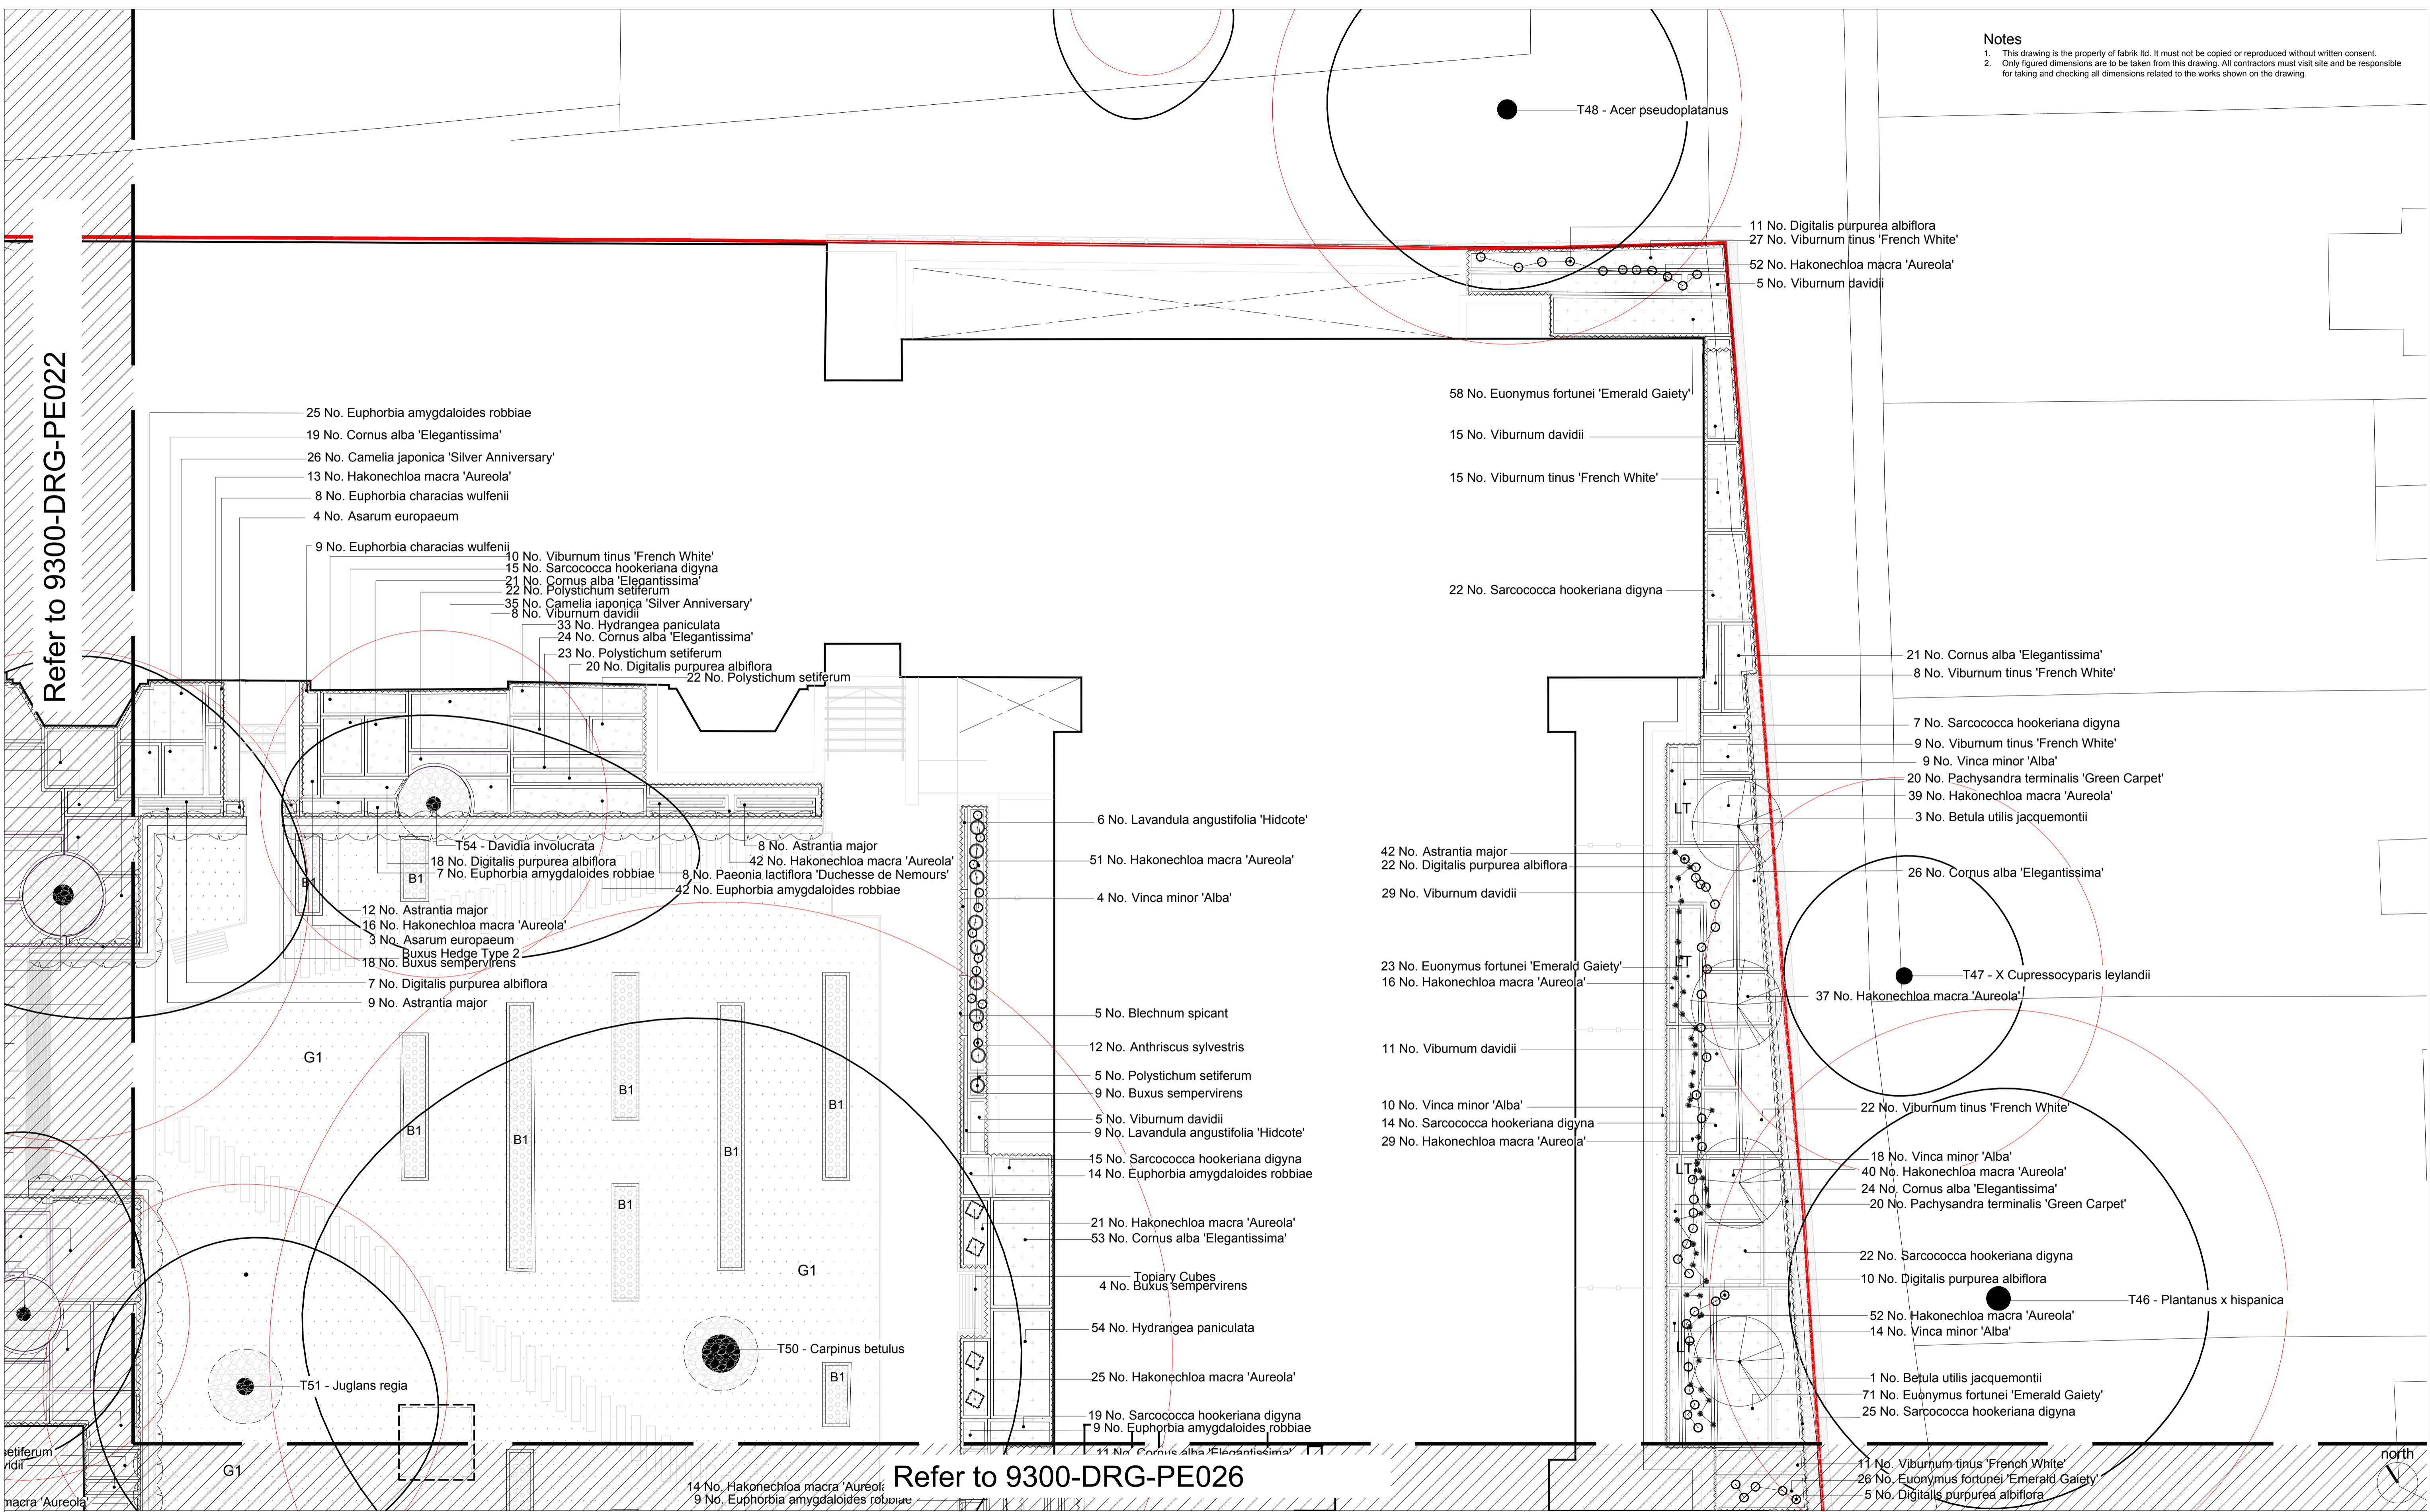 Notes
1. This drawing is the property of fabrik ltd. It must not be copied or reproduced without written consent.
2. Only figured dimensions are to be taken from this drawing. All contractors must visit site and be responsible
for taking and checking all dimensions related to the works shown on the drawing.
T48 - Acer pseudoplatanus
11 No. Digitalis purpurea albiflora
27 No. Viburnum tinus 'French White'
52 No. Hakonechloa macra 'Aureola'
5 No. Viburnum davidii
Refer to 9300-DRG-PE022
58 No. Euonymus fortunei 'Emerald Gaiety'
15 No. Viburnum davidii
15 No. Viburnum tinus 'French White'
22 No. Sarcococca hookeriana digyna
25 No. Euphorbia amygdaloides robbiae
19 No. Cornus alba 'Elegantissima'
26 No. Camelia japonica 'Silver Anniversary'
13 No. Hakonechloa macra 'Aureola'
8 No. Euphorbia characias wulfenii
4 No. Asarum europaeum
9 No. Euphorbia characias wulfenii
10 No. Viburnum tinus 'French White'
15 No. Sarcococca hookeriana digyna
21 No. Cornus alba 'Elegantissima'
22 No. Polystichum setiferum
35 No. Camelia japonica 'Silver Anniversary'
8 No. Viburnum davidii
33 No. Hydrangea paniculata
24 No. Cornus alba 'Elegantissima'
23 No. Polystichum setiferum
20 No. Digitalis purpurea albiflora
22 No. Polystichum setiferum
21 No. Cornus alba 'Elegantissima'
8 No. Viburnum tinus 'French White'
7 No. Sarcococca hookeriana digyna
9 No. Viburnum tinus 'French White'
9 No. Vinca minor 'Alba'
20 No. Pachysandra terminalis 'Green Carpet'
39 No. Hakonechloa macra 'Aureola'
3 No. Betula utilis jacquemontii
26 No. Cornus alba 'Elegantissima'
T47 - X Cupressocyparis leylandii
37 No. Hakonechloa macra 'Aureola'
22 No. Viburnum tinus 'French White'
18 No. Vinca minor 'Alba'
40 No. Hakonechloa macra 'Aureola'
24 No. Cornus alba 'Elegantissima'
20 No. Pachysandra terminalis 'Green Carpet'
22 No. Sarcococca hookeriana digyna
10 No. Digitalis purpurea albiflora
T46 - Plantanus x hispanica
52 No. Hakonechloa macra 'Aureola'
14 No. Vinca minor 'Alba'
1 No. Betula utilis jacquemontii
71 No. Euonymus fortunei 'Emerald Gaiety'
25 No. Sarcococca hookeriana digyna
north
11 No. Viburnum tinus 'French White'
26 No. Euonymus fortunei 'Emerald Gaiety'
5 No. Digitalis purpurea albiflora
LT
LT
LT
LT
42 No. Astrantia major
22 No. Digitalis purpurea albiflora
29 No. Viburnum davidii
23 No. Euonymus fortunei 'Emerald Gaiety'
16 No. Hakonechloa macra 'Aureola'
11 No. Viburnum davidii
10 No. Vinca minor 'Alba'
14 No. Sarcococca hookeriana digyna
29 No. Hakonechloa macra 'Aureola'
6 No. Lavandula angustifolia 'Hidcote'
51 No. Hakonechloa macra 'Aureola'
4 No. Vinca minor 'Alba'
5 No. Blechnum spicant
12 No. Anthriscus sylvestris
5 No. Polystichum setiferum
9 No. Buxus sempervirens
5 No. Viburnum davidii
9 No. Lavandula angustifolia 'Hidcote'
15 No. Sarcococca hookeriana digyna
14 No. Euphorbia amygdaloides robbiae
21 No. Hakonechloa macra 'Aureola'
53 No. Cornus alba 'Elegantissima'
Topiary Cubes
4 No. Buxus sempervirens
54 No. Hydrangea paniculata
25 No. Hakonechloa macra 'Aureola'
19 No. Sarcococca hookeriana digyna
9 No. Euphorbia amygdaloides robbiae
11 No. Cornus alba 'Elegantissima'
Refer to 9300-DRG-PE026
14 No. Hakonechloa macra 'Aureola
9 No. Euphorbia amygdaloides robbiae
T54 - Davidia involucrata
18 No. Digitalis purpurea albiflora
7 No. Euphorbia amygdaloides robbiae
8 No. Astrantia major
42 No. Hakonechloa macra 'Aureola'
8 No. Paeonia lactiflora 'Duchesse de Nemours'
42 No. Euphorbia amygdaloides robbiae
12 No. Astrantia major
16 No. Hakonechloa macra 'Aureola'
3 No. Asarum europaeum
Buxus Hedge Type 2
18 No. Buxus sempervirens
7 No. Digitalis purpurea albiflora
9 No. Astrantia major
B1
B1
G1
B1
B1
B1
B1
B1
B1
G1
B1
T50 - Carpinus betulus
T51 - Juglans regia
G1
setiferum
vidii
macra 'Aureola'